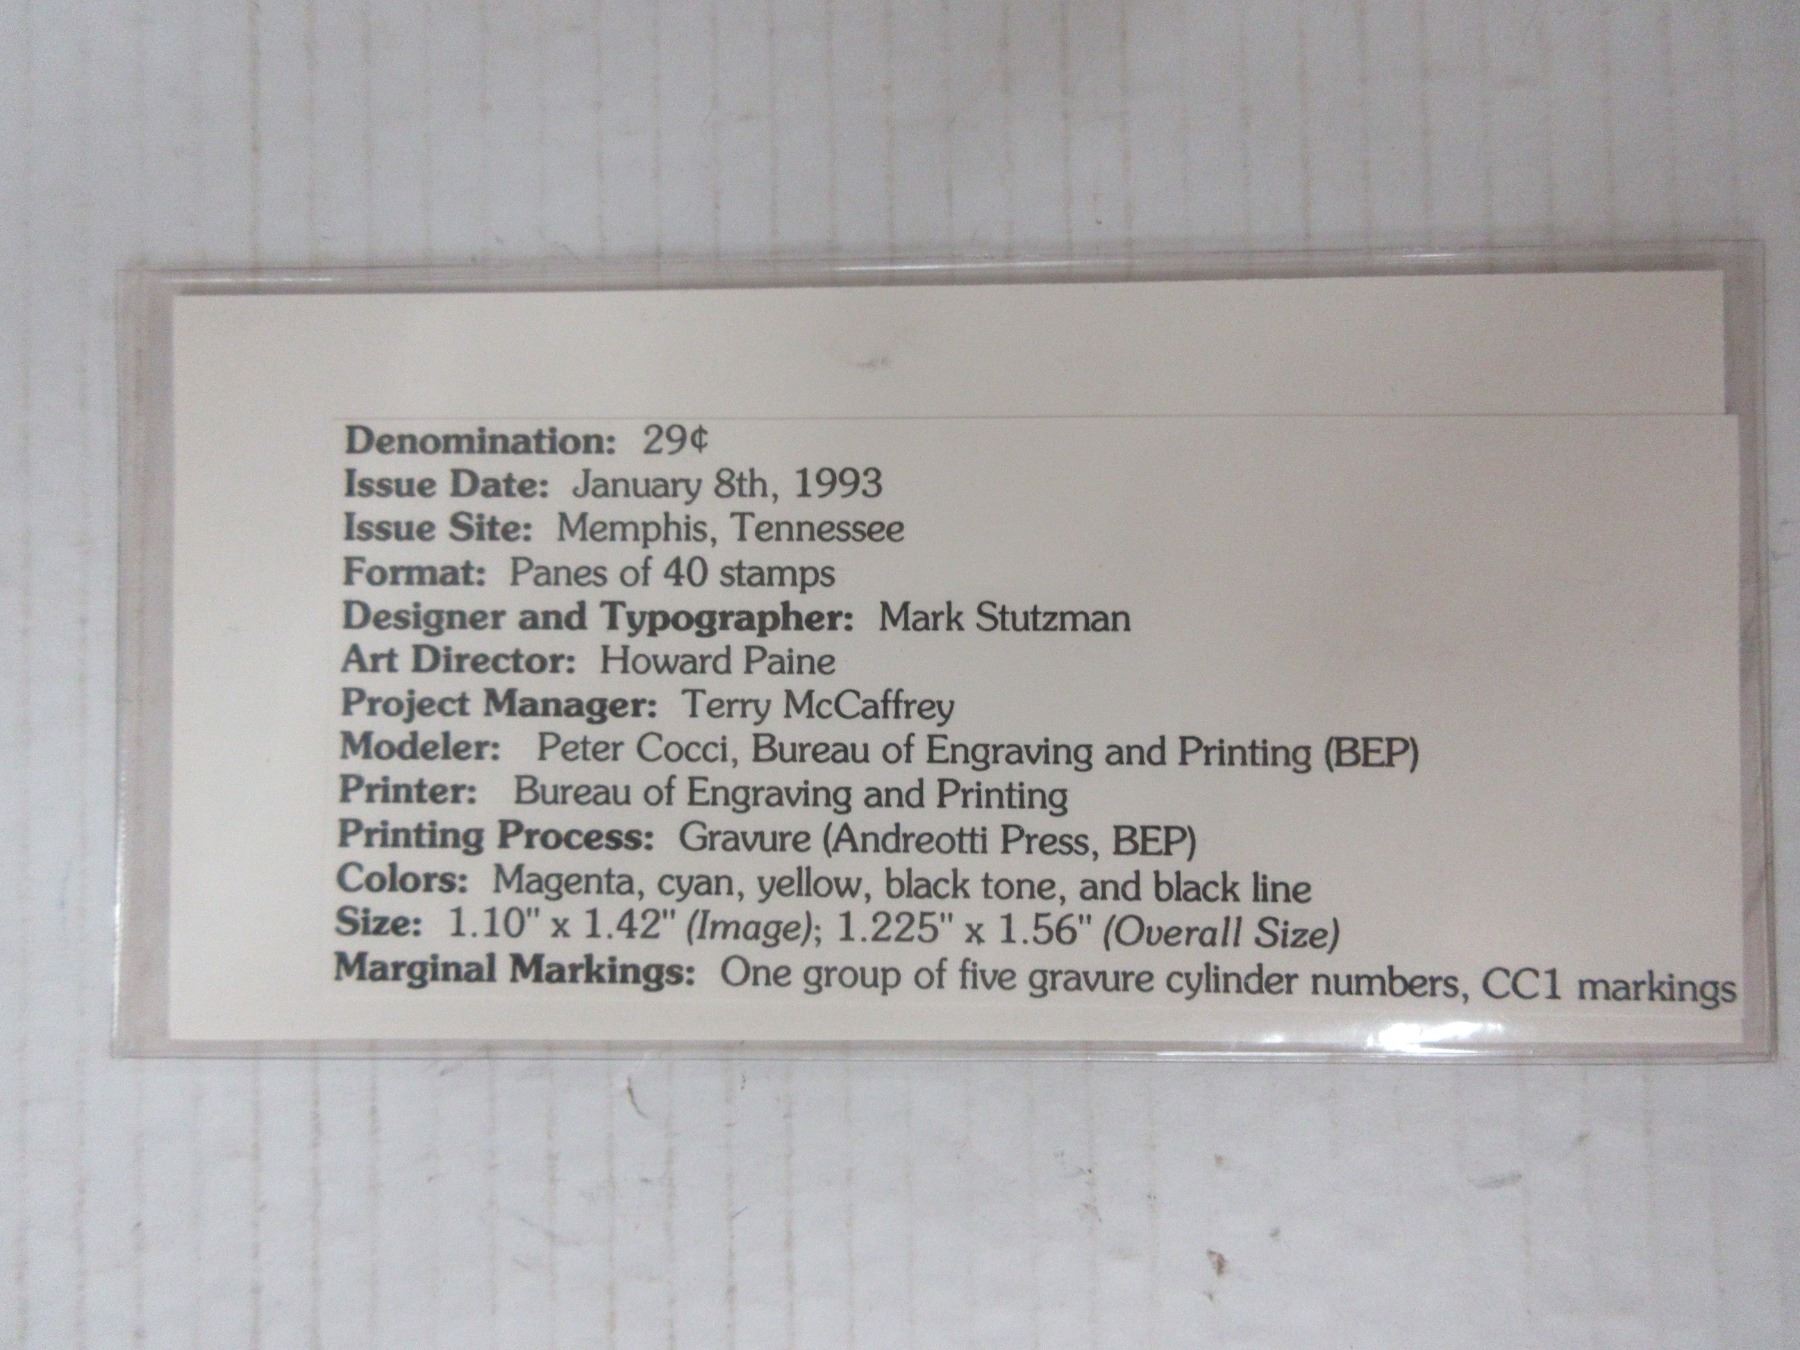 Denomination: 29¢
Issue Date: January 8th, 1993
Issue Site: Memphis, Tennessee
Format: Panes of 40 stamps
Designer and Typographer: Mark Stutzman
Art Director: Howard Paine
Project Manager: Terry McCaffrey
Modeler: Peter Cocci, Bureau of Engraving and Printing (BEP)
Printer: Bureau of Engraving and Printing
Printing Process: Gravure (Andreotti Press, BEP)
Colors: Magenta, cyan, yellow, black tone, and black line
Size: 1.10" x 1.42" (Image); 1.225" x 1.56" (Overall Size)
Marginal Markings: One group of five gravure cylinder numbers, CC1 markings